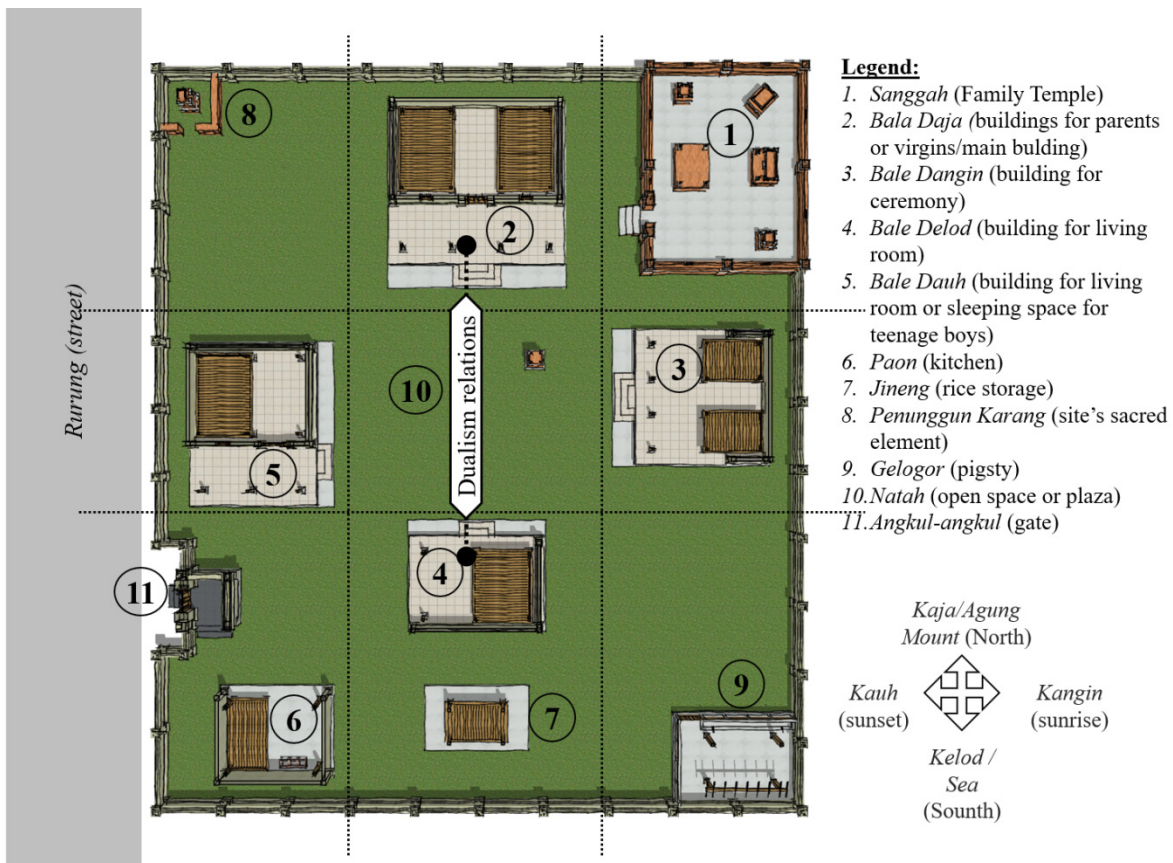 Legend:
1. Sanggah (Family Temple)
2. Bala Daja (buildings for parents
or virgins/main bulding)
3. Bale Dangin (building for
ceremony)
4. Bale Delod (building for living
room)
5. Bale Dauh (building for living
room or sleeping space for
teenage boys)
6. Paon (kitchen)
7. Jineng (rice storage)
8. Penunggun Karang (site's sacred
element)
9. Gelogor (pigsty)
10. Natah (open space or plaza)
11. Angkul-angkul (gate)
Rurung (street)
8
1
2
Dualism relations
10
3
5
4
11
6
7
9
Kaja/Agung
Mount (North)
Kauh
(sunset)
Kangin
(sunrise)
Kelod /
Sea
(Sounth)